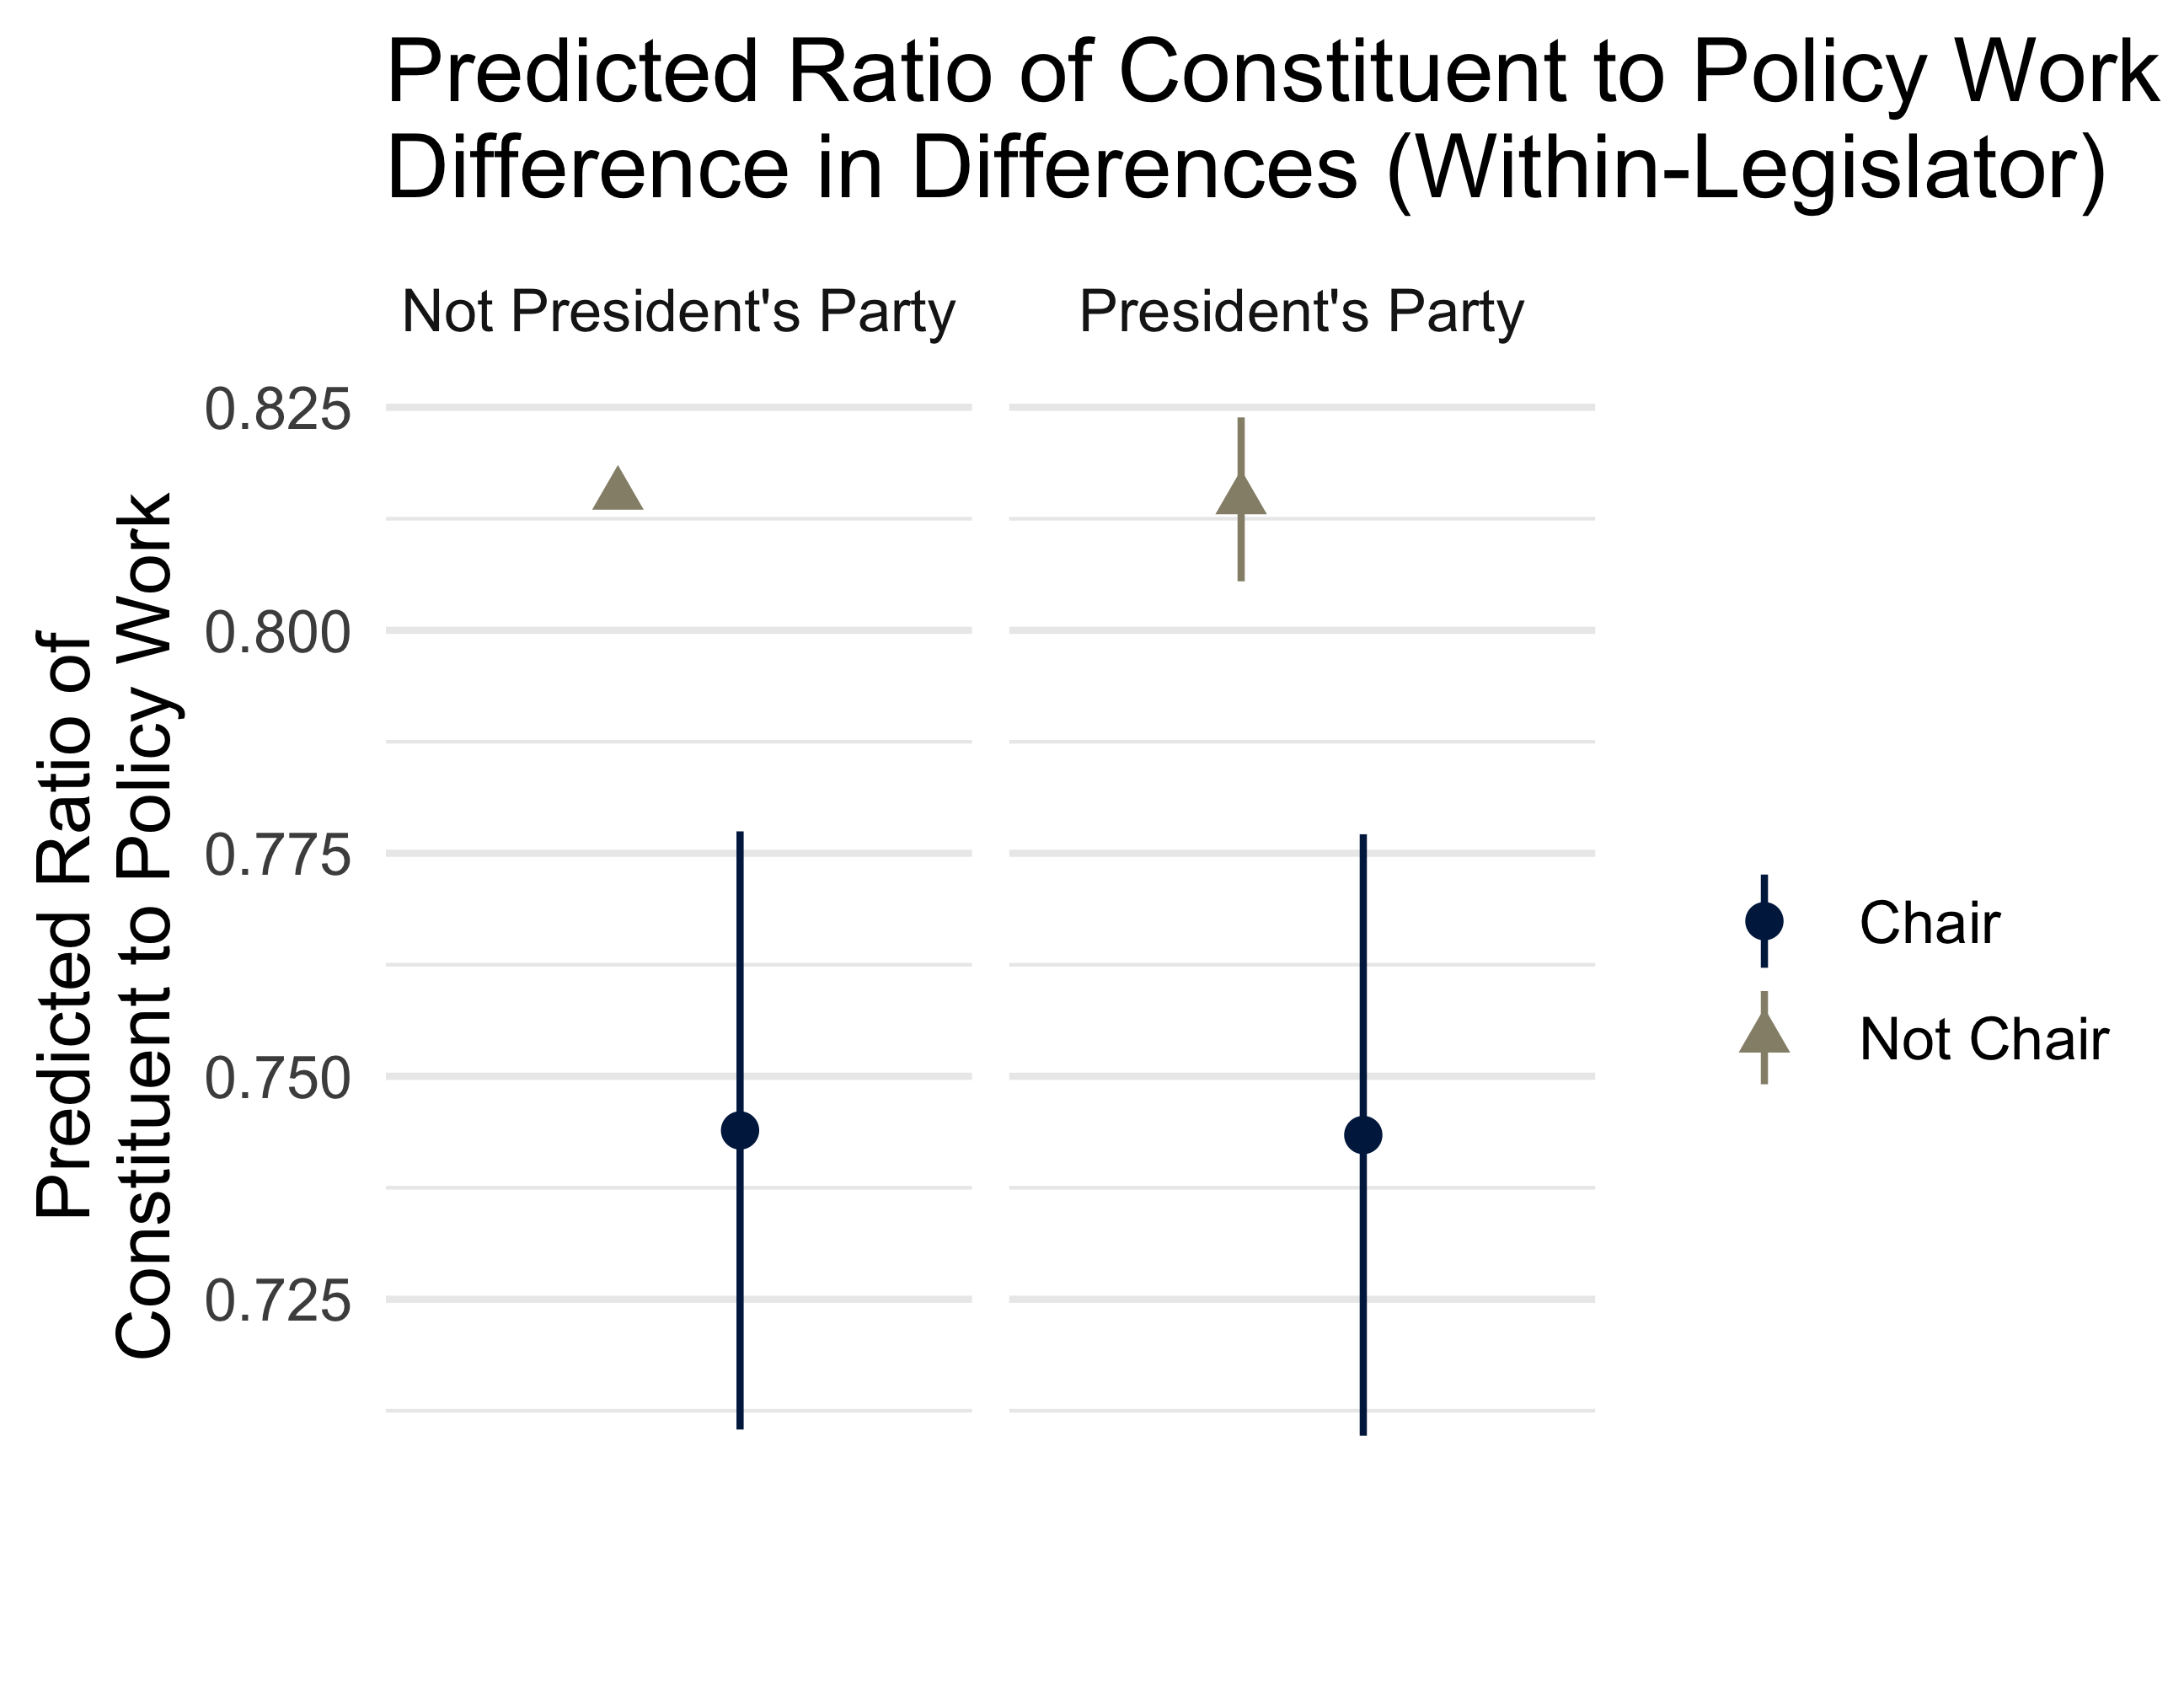 Predicted Ratio of Constituent to Policy Work
Difference in Differences (Within-Legislator)
Not President's Party
President's Party
Predicted Ratio of
Constituent to Policy Work
0.825
0.800
0.775
0.750
0.725
Chair
Not Chair